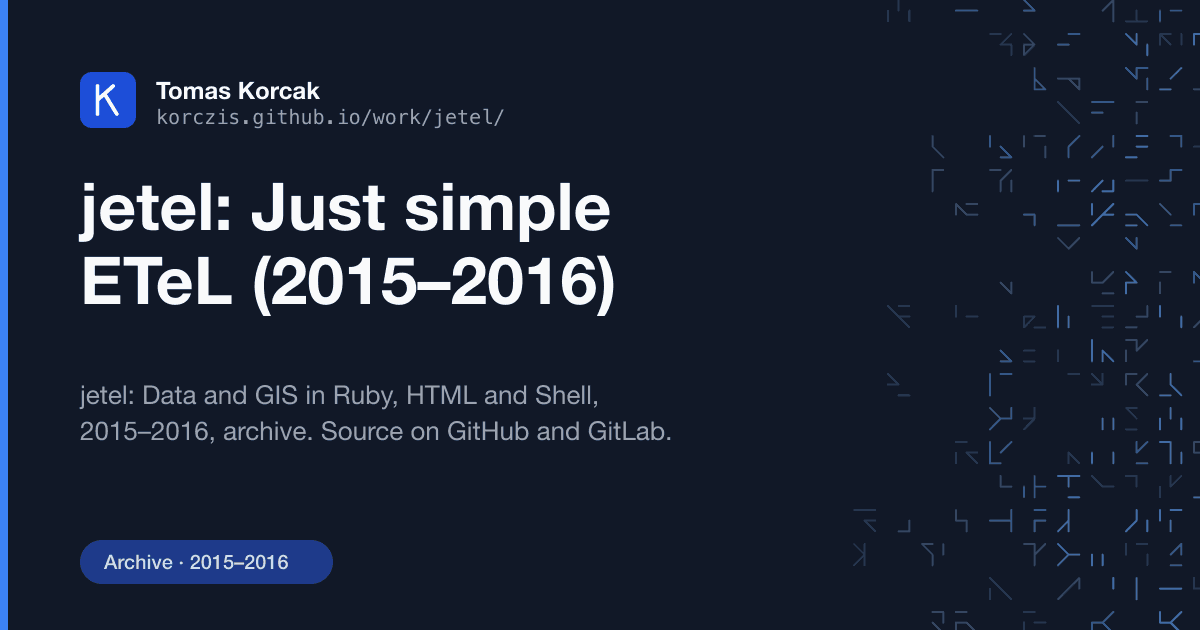 K
Tomas Korcak
korczis.github.io/work/jetel/
jetel: Just simple
ETeL (2015–2016)
jetel: Data and GIS in Ruby, HTML and Shell,
2015–2016, archive. Source on GitHub and GitLab.
Archive · 2015–2016